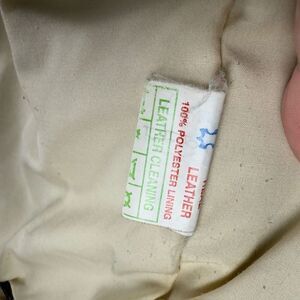 LEATHER
100% POLYESTER LINING
LEATHER CLEANING